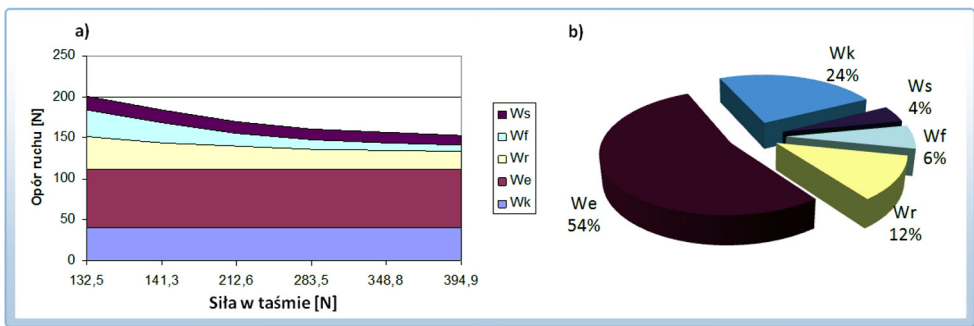 a)
250
200
150
100
50
0
Opór ruchu [N]
132,5 141,3 212,6 283,5 348,8 394,9
Siła w taśmie [N]
Ws
Wf
Wr
We
Wk
b)
Wk
24%
Ws
4%
Wf
6%
Wr
12%
We
54%